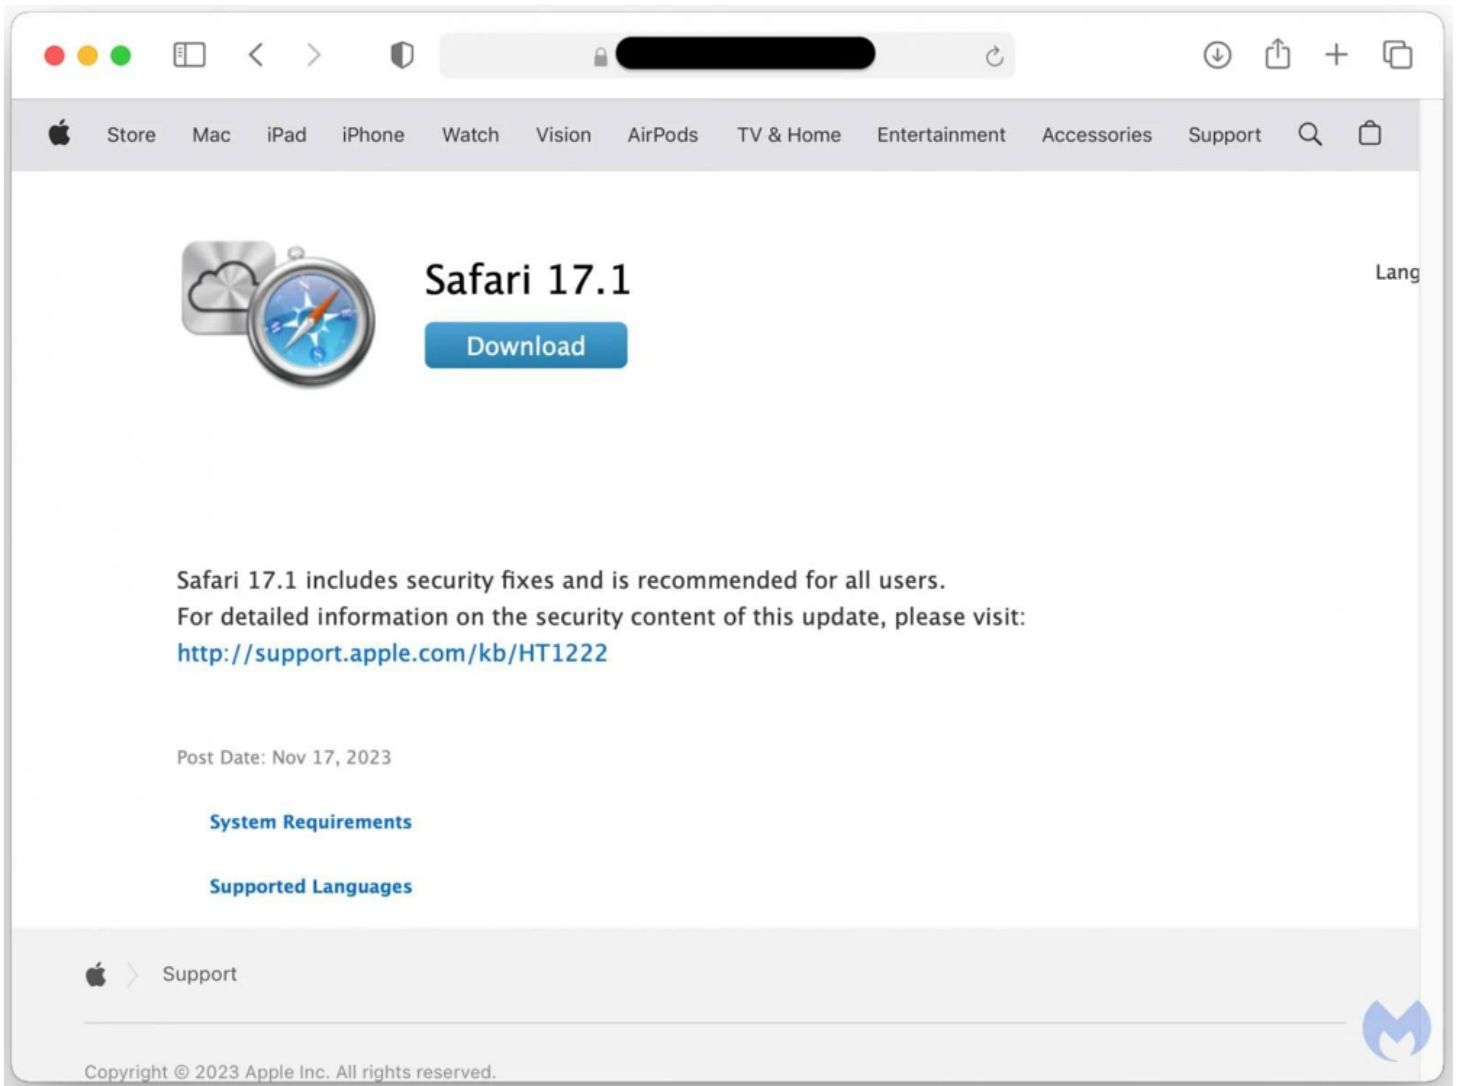 Store Mac iPad iPhone Watch Vision AirPods TV & Home Entertainment Accessories Support
Safari 17.1
Lang
Download
Safari 17.1 includes security fixes and is recommended for all users.
For detailed information on the security content of this update, please visit:
http://support.apple.com/kb/HT1222
Post Date: Nov 17, 2023
System Requirements
Supported Languages
Support
Copyright © 2023 Apple Inc. All rights reserved.